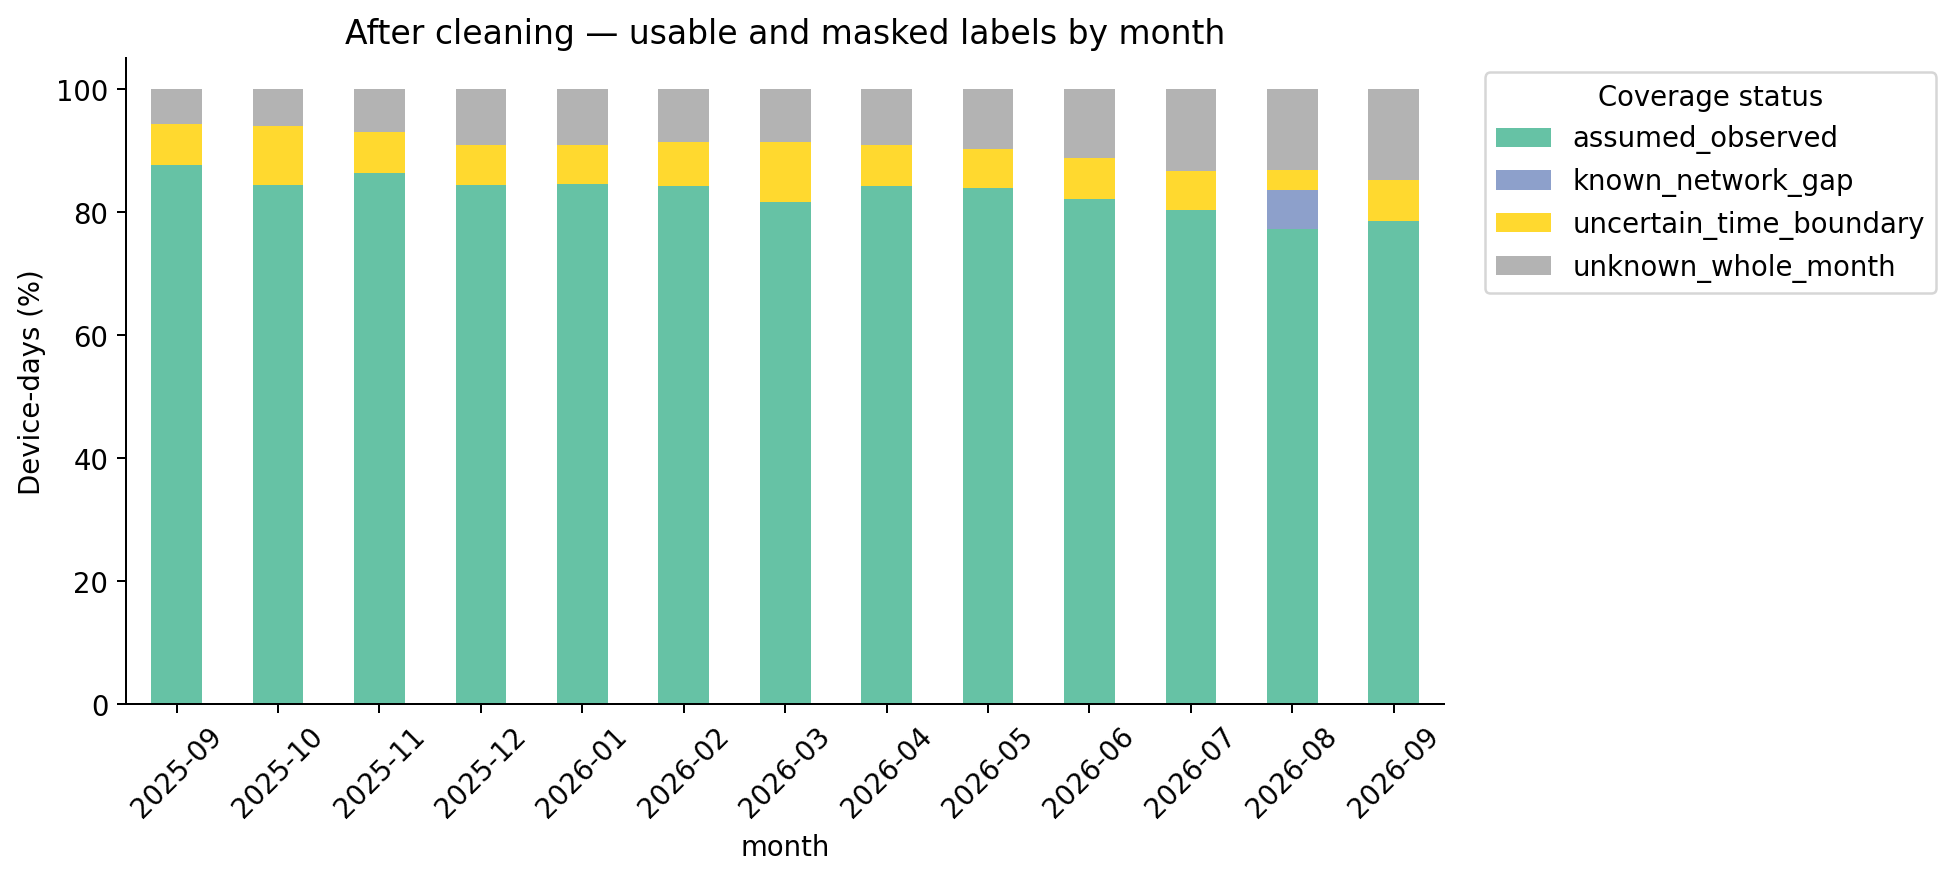 After cleaning — usable and masked labels by month
Device-days (%)
100
80
60
40
20
0
2025-09
2025-10
2025-11
2025-12
2026-01
2026-02
2026-03
2026-04
2026-05
2026-06
2026-07
2026-08
2026-09
month
Coverage status
assumed_observed
known_network_gap
uncertain_time_boundary
unknown_whole_month